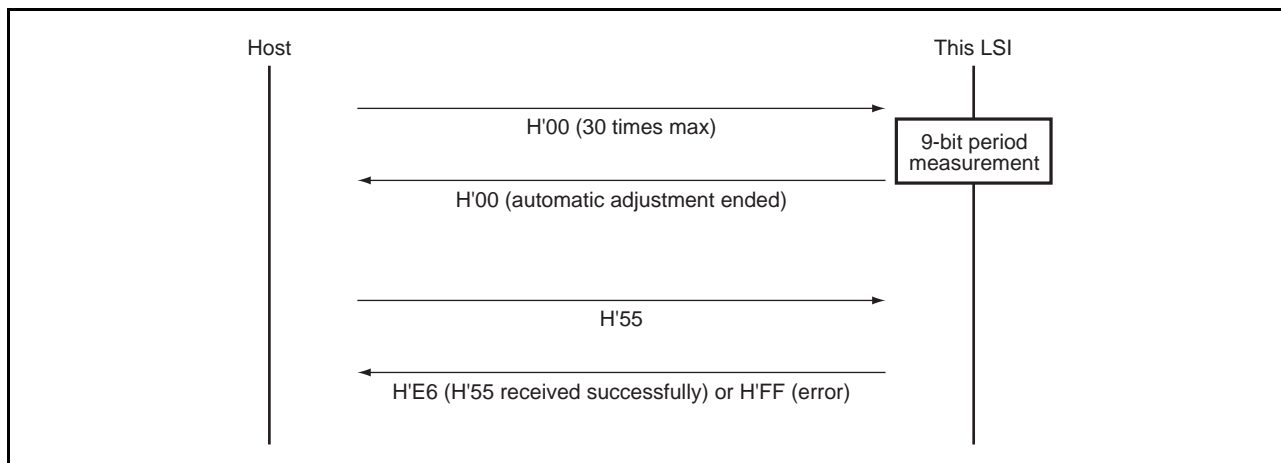 Host
This LSI
H'00 (30 times max)
9-bit period
measurement
H'00 (automatic adjustment ended)
H'55
H'E6 (H'55 received successfully) or H'FF (error)